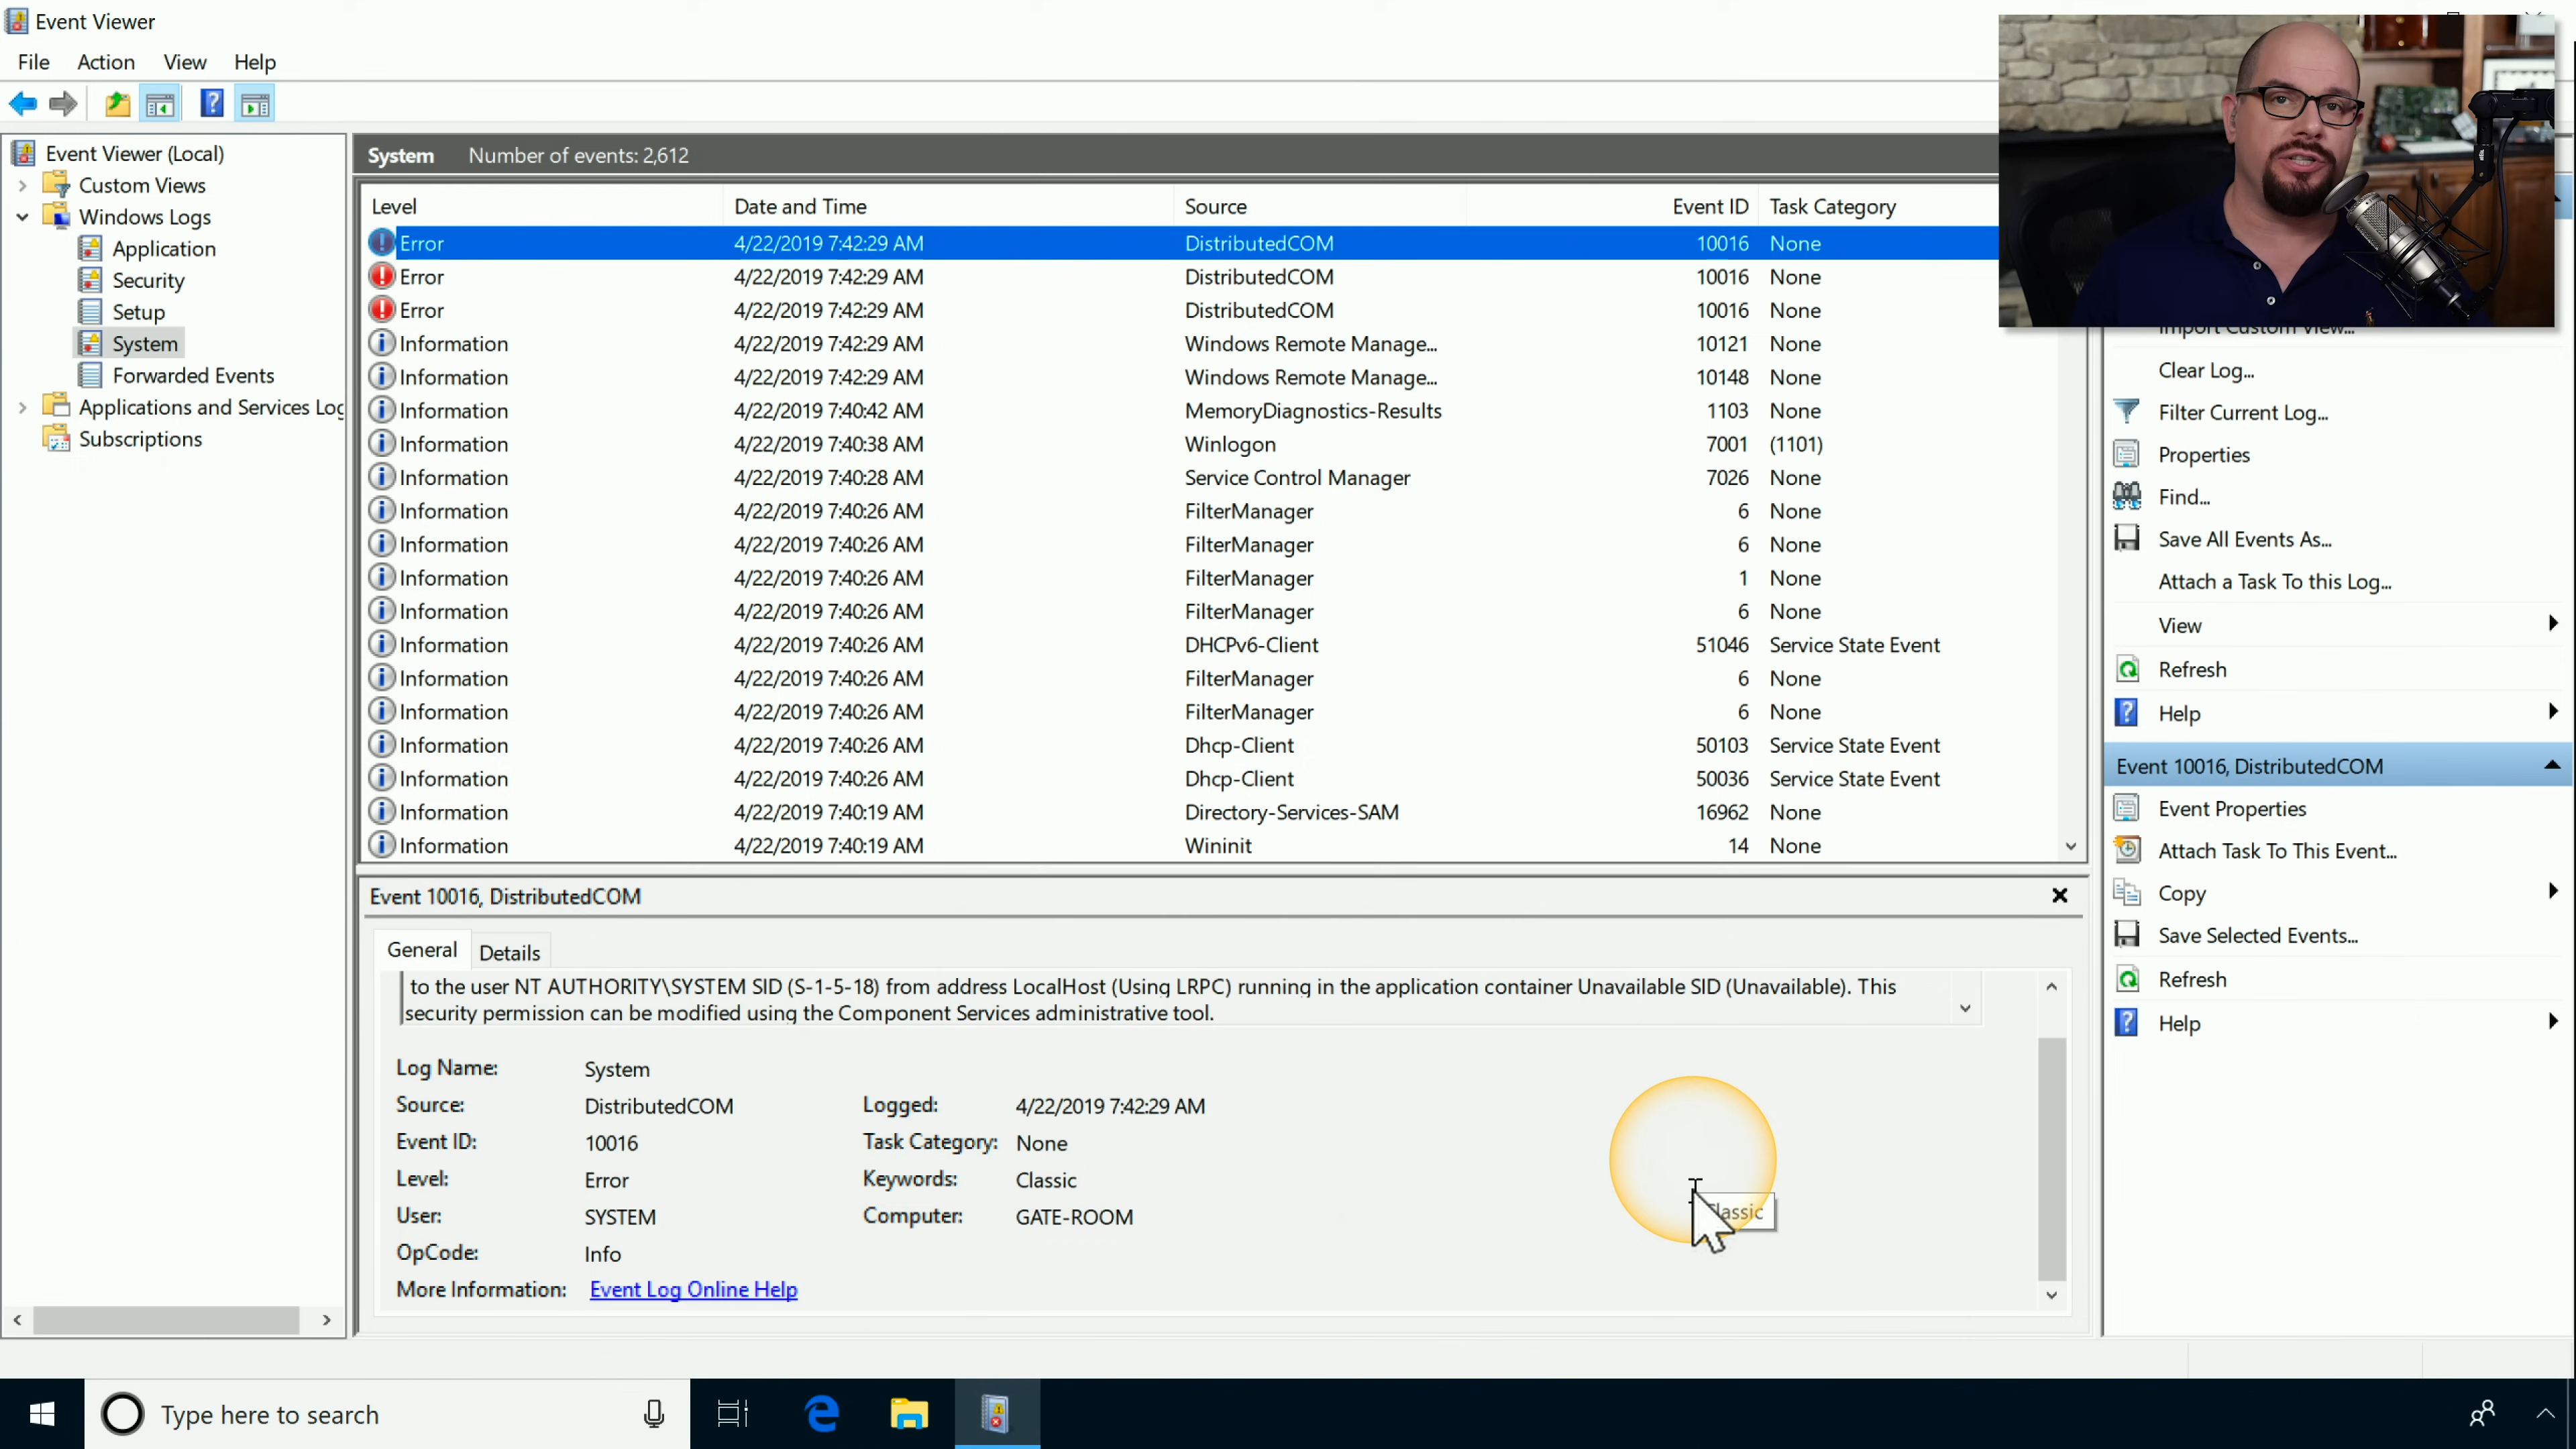 Event Viewer
File Action View Help
Event Viewer (Local)
Custom Views
Windows Logs
Application
Security
Setup
System
Forwarded Events
Applications and Services Log
Subscriptions
System Number of events: 2,612
Level Date and Time Source Event ID Task Category
Error 4/22/2019 7:42:29 AM DistributedCOM 10016 None
Error 4/22/2019 7:42:29 AM DistributedCOM 10016 None
Error 4/22/2019 7:42:29 AM DistributedCOM 10016 None
Information 4/22/2019 7:42:29 AM Windows Remote Manage... 10121 None
Information 4/22/2019 7:42:29 AM Windows Remote Manage... 10148 None
Information 4/22/2019 7:40:42 AM MemoryDiagnostics-Results 1103 None
Information 4/22/2019 7:40:38 AM Winlogon 7001 (1101)
Information 4/22/2019 7:40:28 AM Service Control Manager 7026 None
Information 4/22/2019 7:40:26 AM FilterManager 6 None
Information 4/22/2019 7:40:26 AM FilterManager 6 None
Information 4/22/2019 7:40:26 AM FilterManager 1 None
Information 4/22/2019 7:40:26 AM FilterManager 6 None
Information 4/22/2019 7:40:26 AM DHCPv6-Client 51046 Service State Event
Information 4/22/2019 7:40:26 AM FilterManager 6 None
Information 4/22/2019 7:40:26 AM FilterManager 6 None
Information 4/22/2019 7:40:26 AM Dhcp-Client 50103 Service State Event
Information 4/22/2019 7:40:26 AM Dhcp-Client 50036 Service State Event
Information 4/22/2019 7:40:19 AM Directory-Services-SAM 16962 None
Information 4/22/2019 7:40:19 AM Wininit 14 None
Event 10016, DistributedCOM
General Details
to the user NT AUTHORITY\SYSTEM SID (S-1-5-18) from address LocalHost (Using LRPC) running in the application container Unavailable SID (Unavailable). This
security permission can be modified using the Component Services administrative tool.
Log Name: System
Source: DistributedCOM Logged: 4/22/2019 7:42:29 AM
Event ID: 10016 Task Category: None
Level: Error Keywords: Classic
User: SYSTEM Computer: GATE-ROOM
OpCode: Info
More Information: Event Log Online Help
Classic
Import Custom View...
Clear Log...
Filter Current Log...
Properties
Find...
Save All Events As...
Attach a Task To this Log...
View
Refresh
Help
Event 10016, DistributedCOM
Event Properties
Attach Task To This Event...
Copy
Save Selected Events...
Refresh
Help
Type here to search